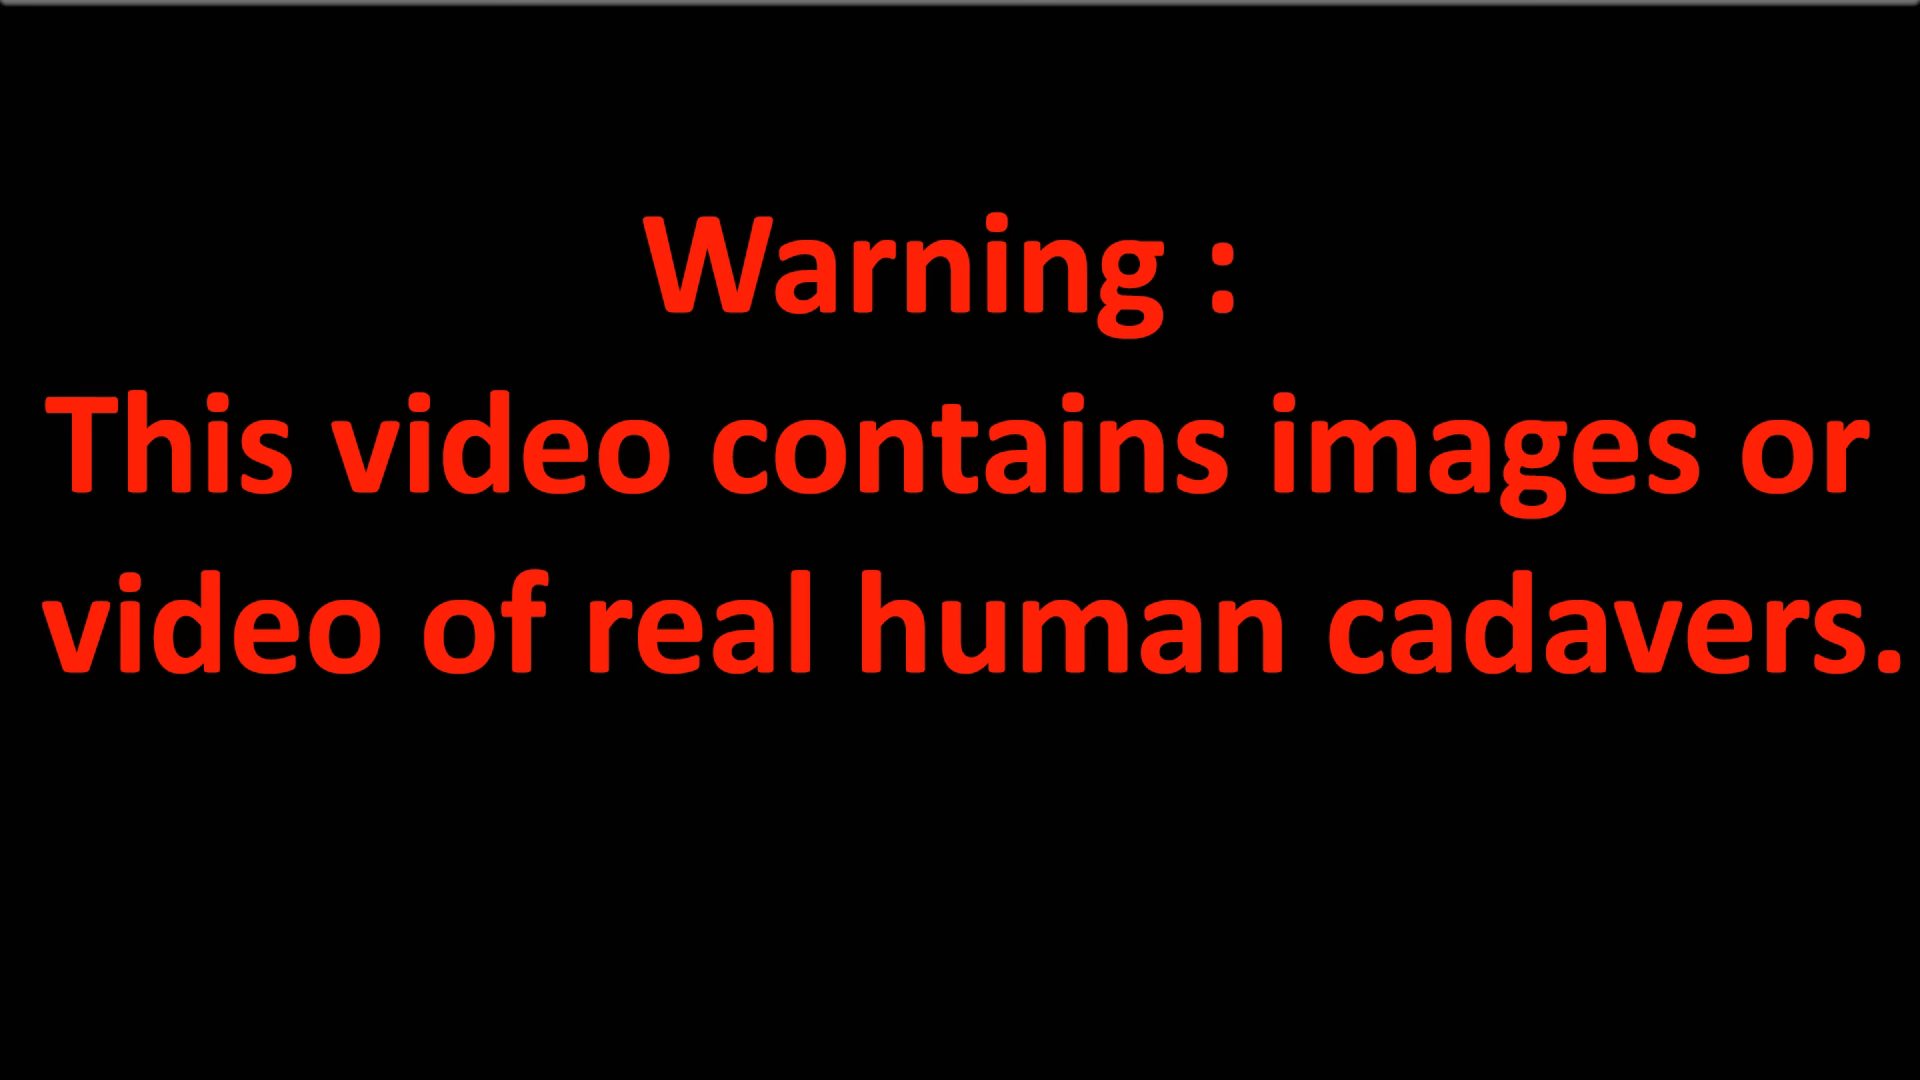 Warning :
This video contains images or
video of real human cadavers.